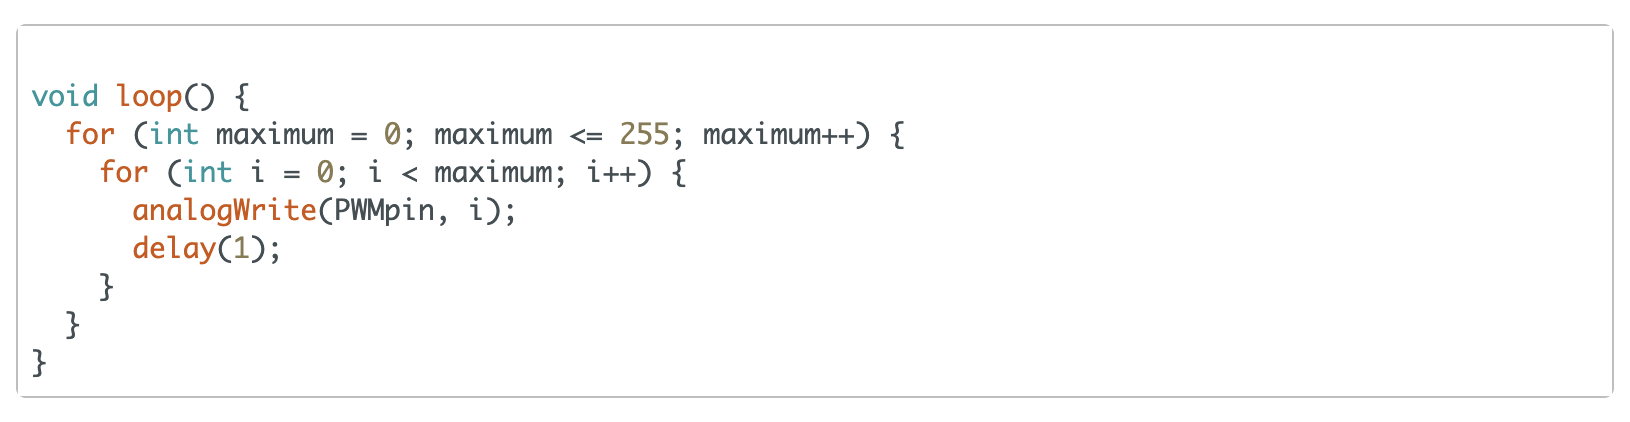 void loop() {
  for (int maximum = 0; maximum <= 255; maximum++) {
    for (int i = 0; i < maximum; i++) {
      analogWrite(PWMpin, i);
      delay(1);
    }
  }
}